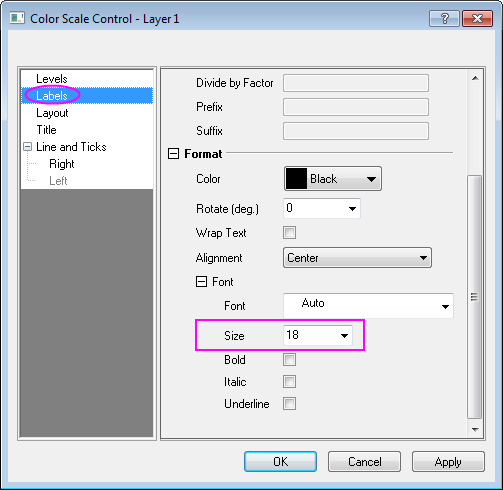 Color Scale Control - Layer 1
Levels
Labels
Layout
Title
Line and Ticks
Right
Left
Divide by Factor
Prefix
Suffix
Format
Color Black
Rotate (deg.) 0
Wrap Text
Alignment Center
Font
Font Auto
Size 18
Bold
Italic
Underline
OK Cancel Apply